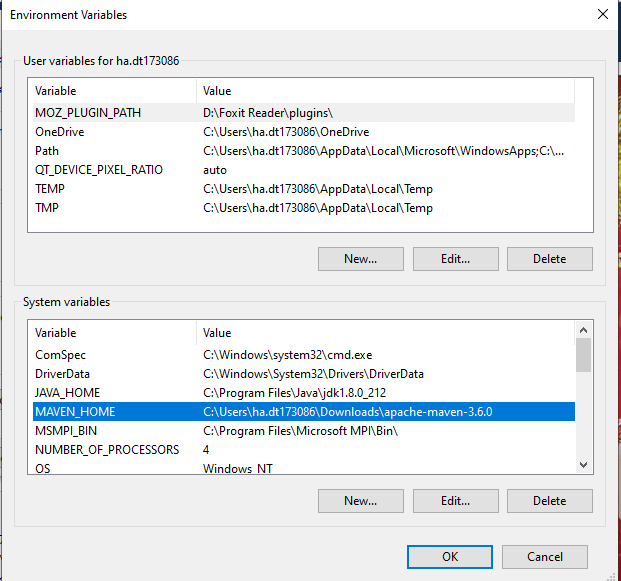 Environment Variables
User variables for ha.dt173086
Variable Value
MOZ_PLUGIN_PATH D:\Foxit Reader\plugins\
OneDrive C:\Users\ha.dt173086\OneDrive
Path C:\Users\ha.dt173086\AppData\Local\Microsoft\WindowsApps;C:\...
QT_DEVICE_PIXEL_RATIO auto
TEMP C:\Users\ha.dt173086\AppData\Local\Temp
TMP C:\Users\ha.dt173086\AppData\Local\Temp
New... Edit... Delete
System variables
Variable Value
ComSpec C:\Windows\system32\cmd.exe
DriverData C:\Windows\System32\Drivers\DriverData
JAVA_HOME C:\Program Files\Java\jdk1.8.0_212
MAVEN_HOME C:\Users\ha.dt173086\Downloads\apache-maven-3.6.0
MSMPI_BIN C:\Program Files\Microsoft MPI\Bin\
NUMBER_OF_PROCESSORS 4
OS Windows_NT
New... Edit... Delete
OK Cancel